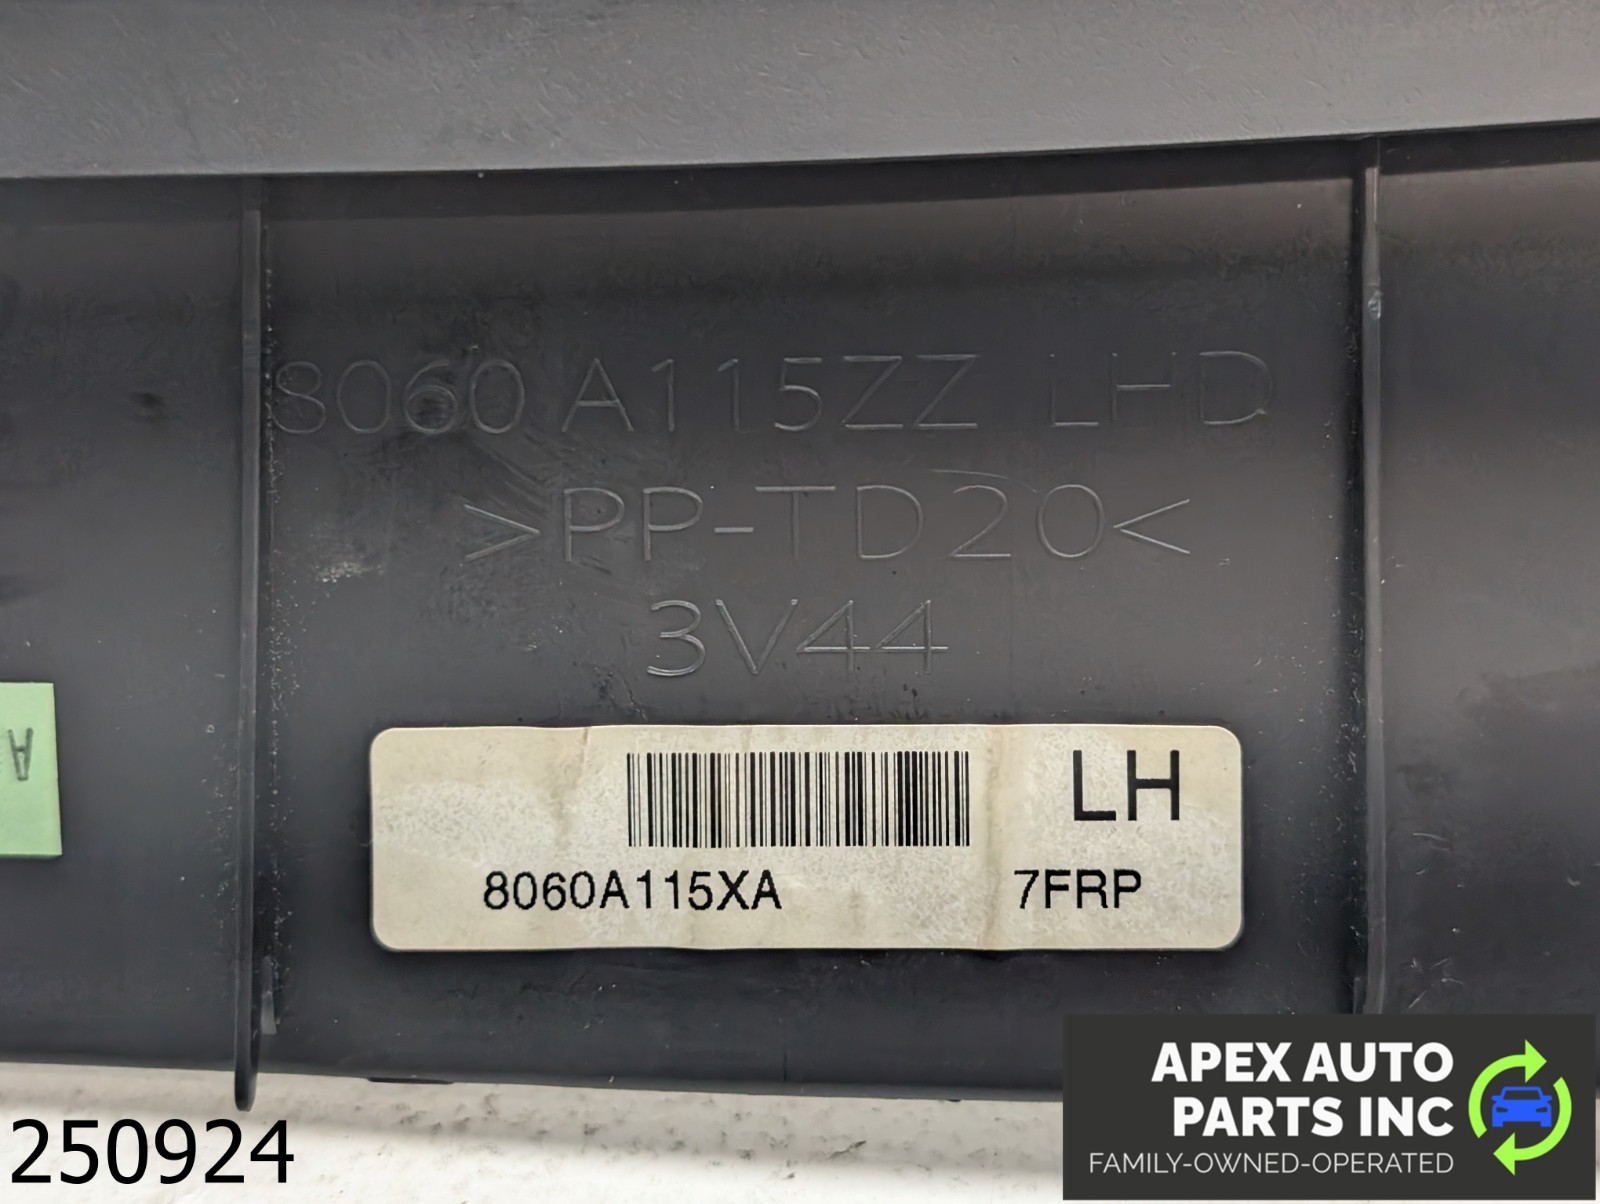 8060 A115ZZ LHD
>PP-TD20<
3V44
A
LH
8060A115XA 7FRP
250924
APEX AUTO
PARTS INC
FAMILY-OWNED-OPERATED